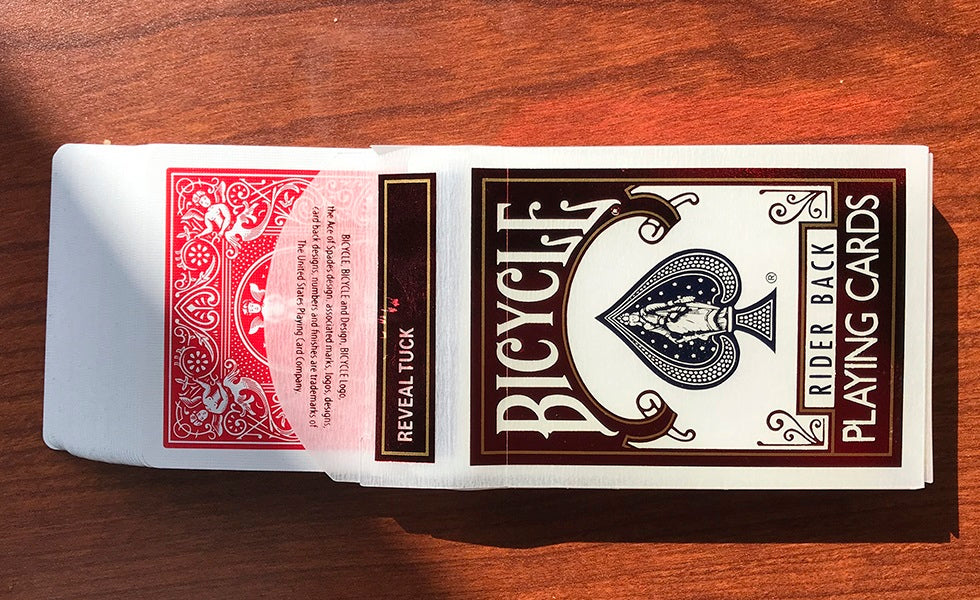 BICYCLE
®
RIDER BACK
PLAYING CARDS
REVEAL TUCK
BICYCLE, BICYCLE and Design, BICYCLE Logo,
the Ace of Spades design, associated marks, logos, designs,
card back designs, numbers and finishes are trademarks of
The United States Playing Card Company.